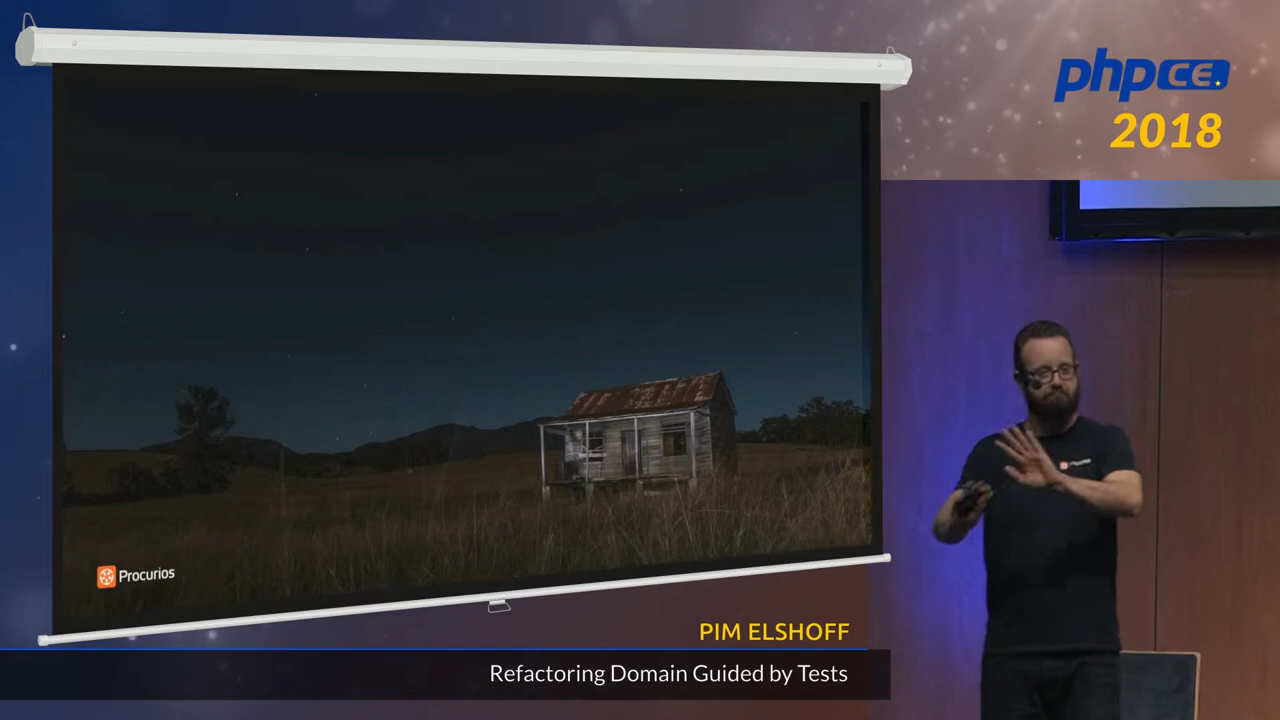 phpCE
2018
Procurios
PIM ELSHOFF
Refactoring Domain Guided by Tests